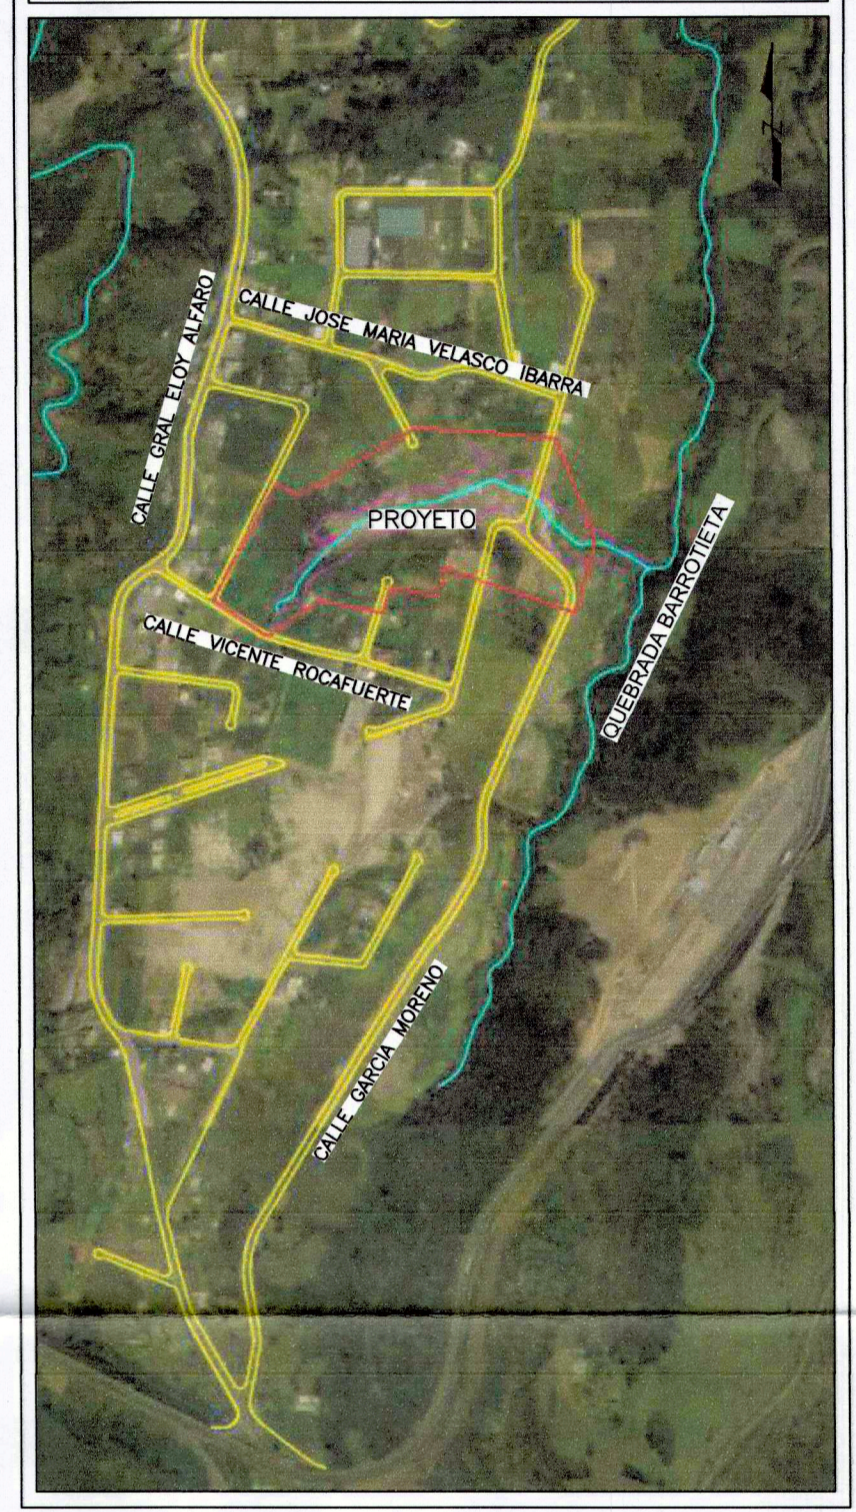 CALLE GRAL ELOY ALFARO
CALLE JOSE MARIA VELASCO IBARRA
PROYETO
QUEBRADA BARROTIETA
CALLE VICENTE ROCAFUERTE
CALLE GARCIA MORENO